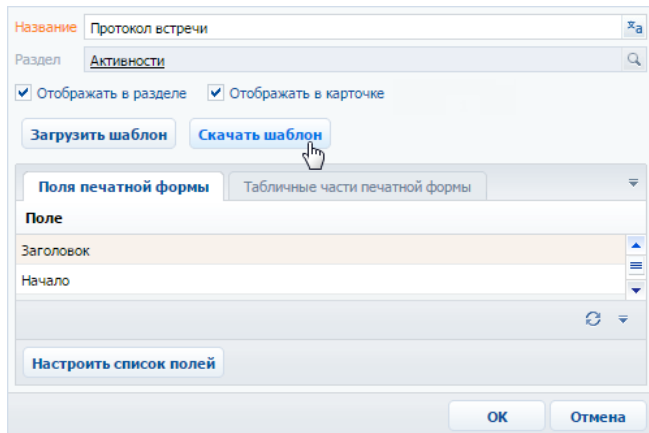 Название Протокол встречи
Раздел Активности
Отображать в разделе Отображать в карточке
Загрузить шаблон Скачать шаблон
Поля печатной формы Табличные части печатной формы
Поле
Заголовок
Начало
Настроить список полей
ОК Отмена